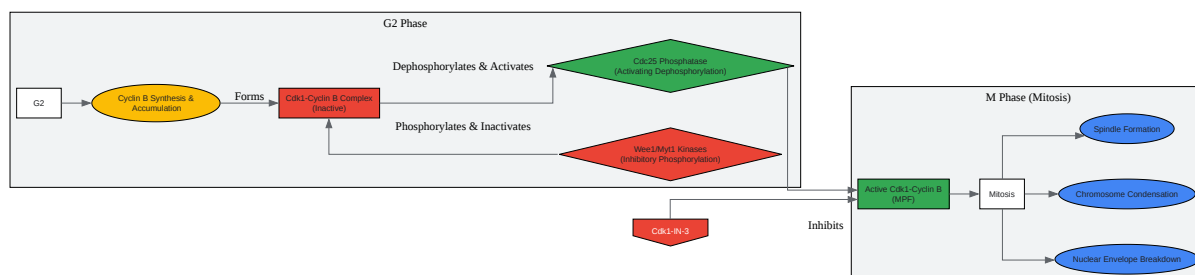 G2 Phase
G2
Cyclin B Synthesis &
Accumulation
Forms
Cdk1-Cyclin B Complex
(Inactive)
Dephosphorylates & Activates
Cdc25 Phosphatase
(Activating Dephosphorylation)
Phosphorylates & Inactivates
Wee1/Myt1 Kinases
(Inhibitory Phosphorylation)
Cdk1-IN-3
Inhibits
M Phase (Mitosis)
Active Cdk1-Cyclin B
(MPF)
Mitosis
Spindle Formation
Chromosome Condensation
Nuclear Envelope Breakdown